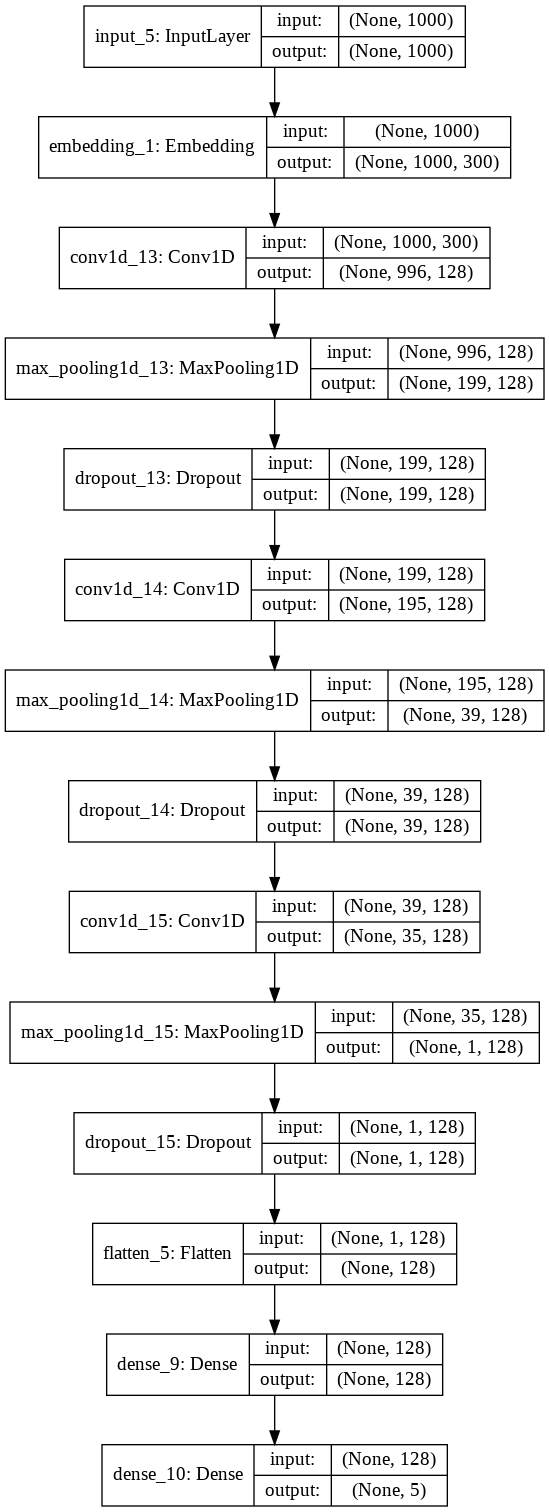 input_5: InputLayer
input: (None, 1000)
output: (None, 1000)
embedding_1: Embedding
input: (None, 1000)
output: (None, 1000, 300)
conv1d_13: Conv1D
input: (None, 1000, 300)
output: (None, 996, 128)
max_pooling1d_13: MaxPooling1D
input: (None, 996, 128)
output: (None, 199, 128)
dropout_13: Dropout
input: (None, 199, 128)
output: (None, 199, 128)
conv1d_14: Conv1D
input: (None, 199, 128)
output: (None, 195, 128)
max_pooling1d_14: MaxPooling1D
input: (None, 195, 128)
output: (None, 39, 128)
dropout_14: Dropout
input: (None, 39, 128)
output: (None, 39, 128)
conv1d_15: Conv1D
input: (None, 39, 128)
output: (None, 35, 128)
max_pooling1d_15: MaxPooling1D
input: (None, 35, 128)
output: (None, 1, 128)
dropout_15: Dropout
input: (None, 1, 128)
output: (None, 1, 128)
flatten_5: Flatten
input: (None, 1, 128)
output: (None, 128)
dense_9: Dense
input: (None, 128)
output: (None, 128)
dense_10: Dense
input: (None, 128)
output: (None, 5)